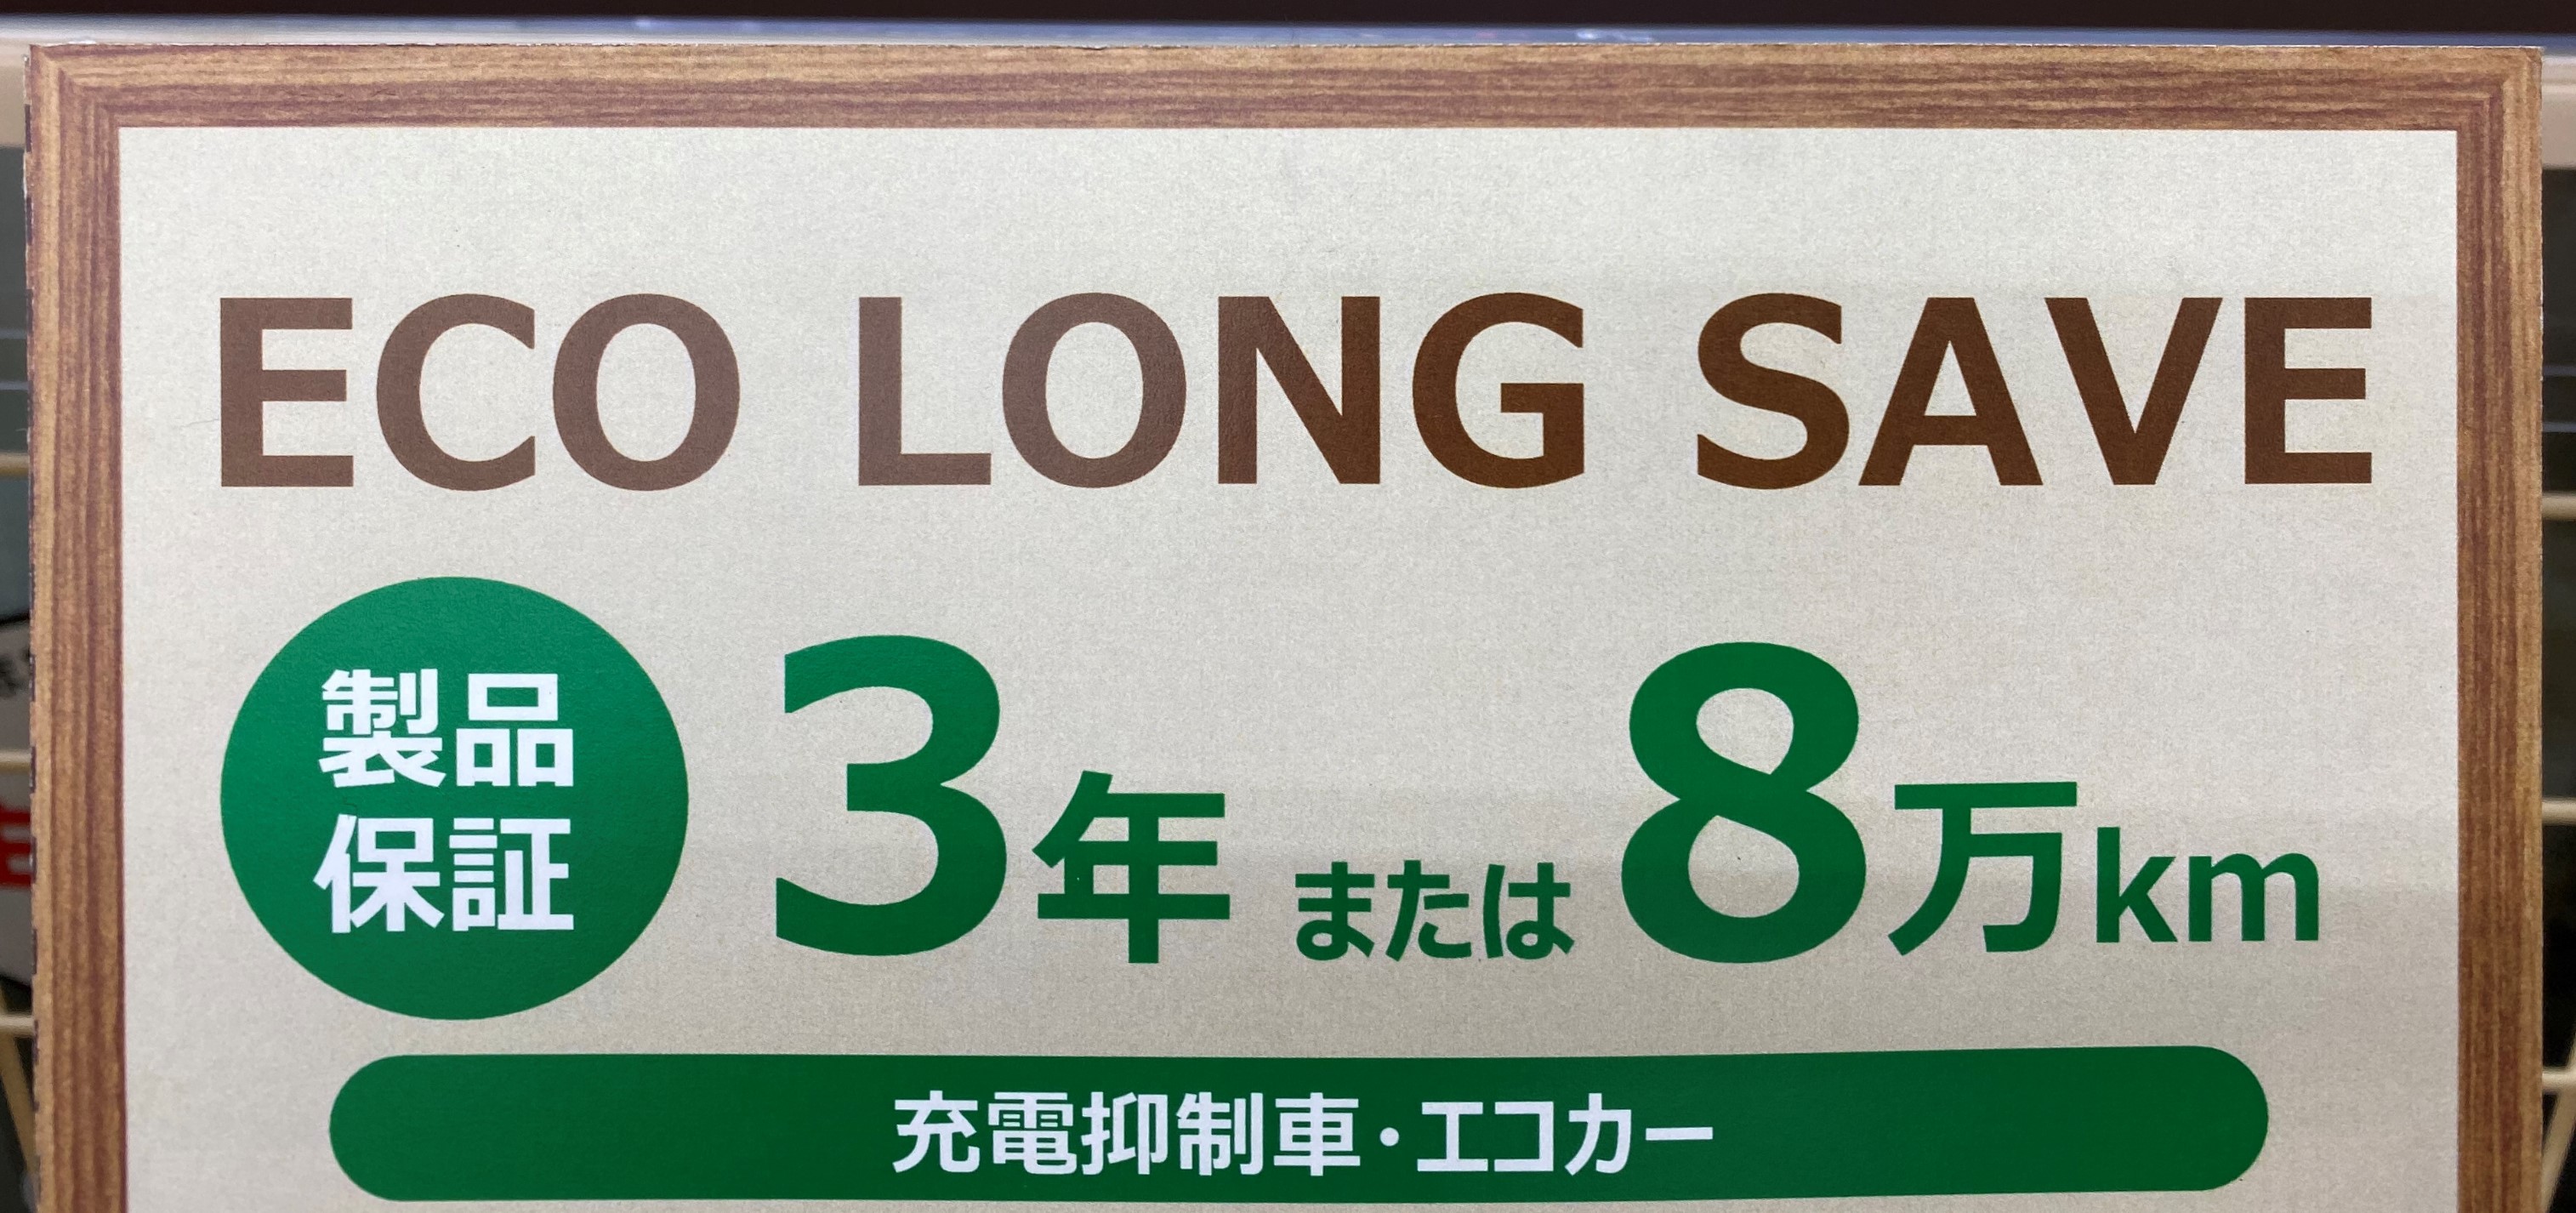 ECO LONG SAVE
製品
保証
3年 または 8万km
充電抑制車・エコカー